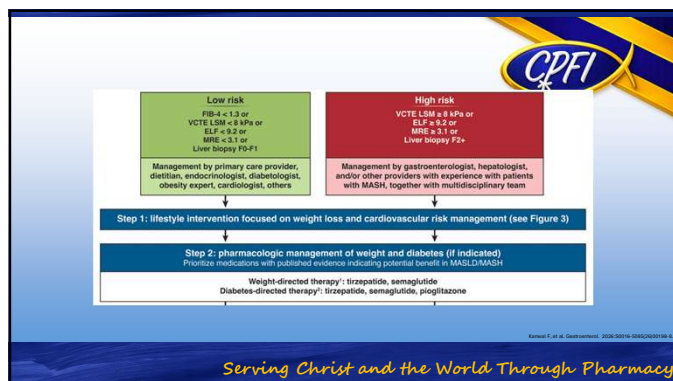 CPFI
Low risk
FIB-4 < 1.3 or
VCTE LSM < 8 kPa or
ELF < 9.2 or
MRE < 3.1 or
Liver biopsy F0-F1
Management by primary care provider,
dietitian, endocrinologist, diabetologist,
obesity expert, cardiologist, others
High risk
VCTE LSM ≥ 8 kPa or
ELF ≥ 9.2 or
MRE ≥ 3.1 or
Liver biopsy F2+
Management by gastroenterologist, hepatologist,
and/or other providers with experience with patients
with MASH, together with multidisciplinary team
Step 1: lifestyle intervention focused on weight loss and cardiovascular risk management (see Figure 3)
Step 2: pharmacologic management of weight and diabetes (if indicated)
Prioritize medications with published evidence indicating potential benefit in MASLD/MASH
Weight-directed therapy¹: tirzepatide, semaglutide
Diabetes-directed therapy²: tirzepatide, semaglutide, pioglitazone
Kanwal F, et al. Gastroenterol.
Serving Christ and the World Through Pharmacy